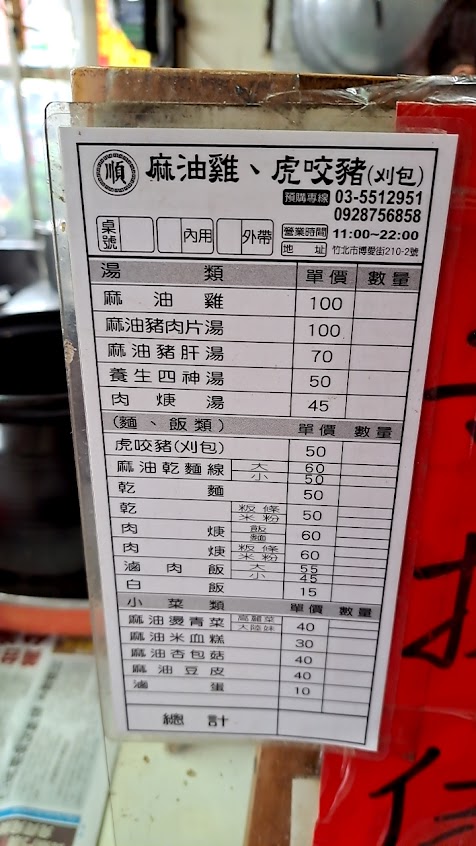 順 麻油雞、虎咬豬(刈包)
預購專線 03-5512951
0928756858
桌號 內用 外帶 營業時間 11:00~22:00
地址 竹北市博愛街210-2號
湯類 單價 數量
麻油雞 100
麻油豬肉片湯 100
麻油豬肝湯 70
養生四神湯 50
肉焿湯 45
(麵、飯類) 單價 數量
虎咬豬(刈包) 50
麻油乾麵線 大 60
小 50
乾麵 50
乾 粄條 米粉 50
肉焿 飯 麵 60
肉焿 粄條 米粉 60
滷肉飯 大 55
小 45
白飯 15
小菜類 單價 數量
麻油燙青菜 高麗菜 大陸妹 40
麻油米血糕 30
麻油杏包菇 40
麻油豆皮 40
滷蛋 10
總計